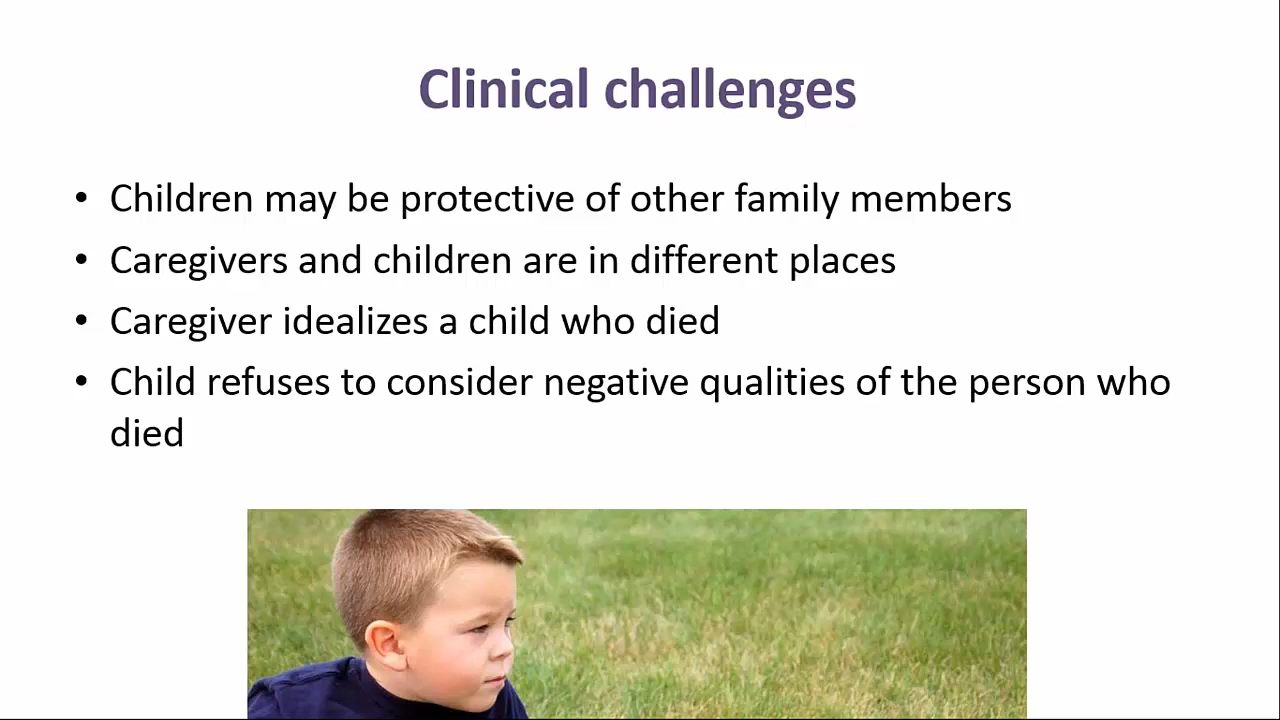 Clinical challenges
• Children may be protective of other family members
• Caregivers and children are in different places
• Caregiver idealizes a child who died
• Child refuses to consider negative qualities of the person who
died